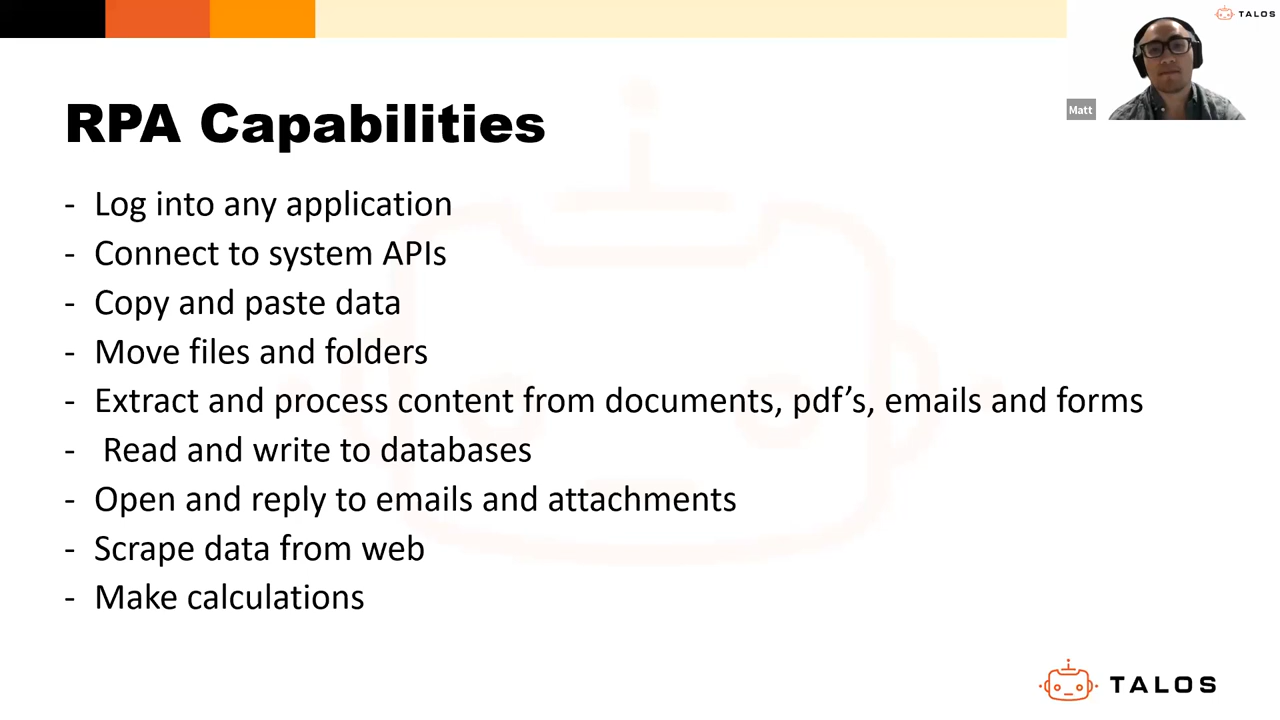 TALOS
Matt
RPA Capabilities
- Log into any application
- Connect to system APIs
- Copy and paste data
- Move files and folders
- Extract and process content from documents, pdf’s, emails and forms
- Read and write to databases
- Open and reply to emails and attachments
- Scrape data from web
- Make calculations
TALOS